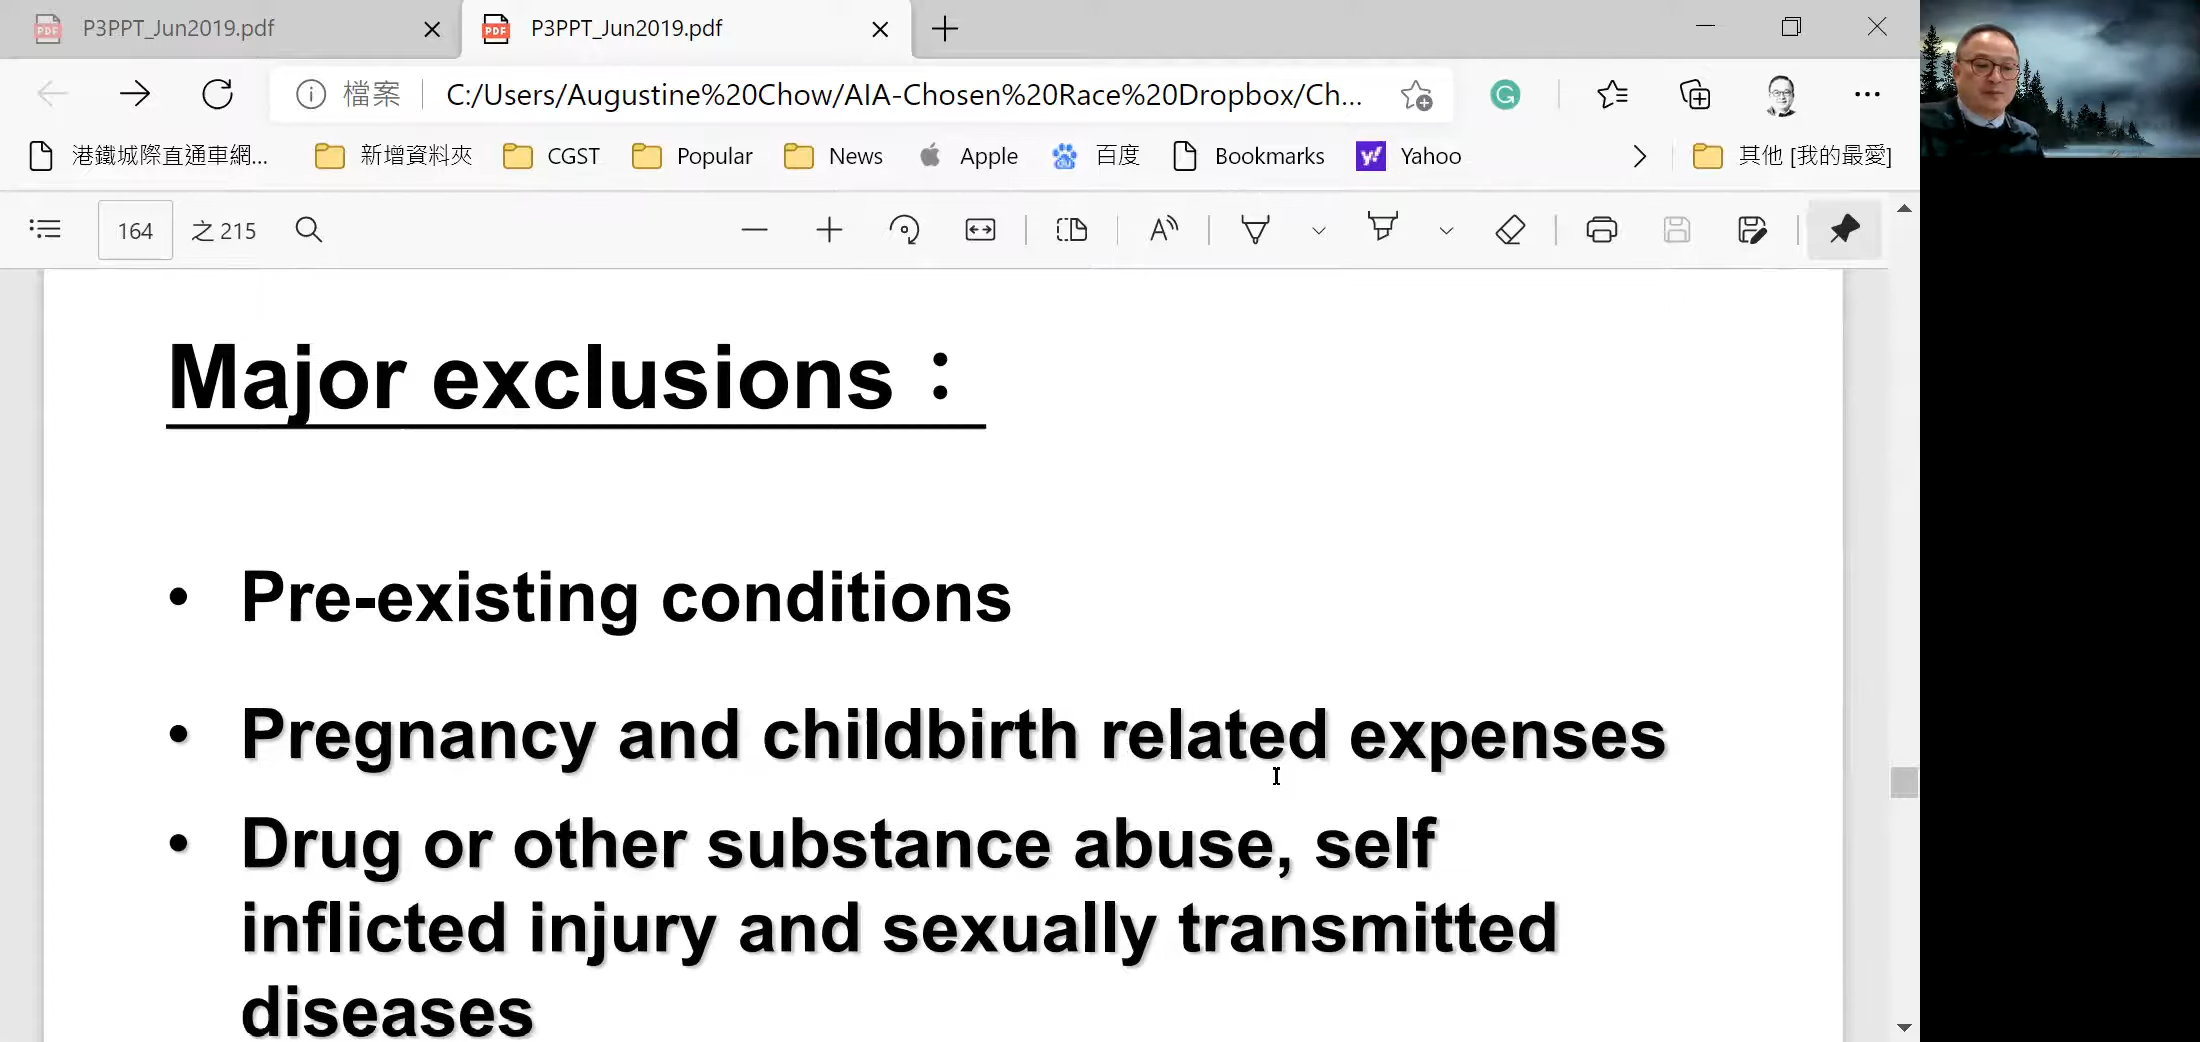 P3PPT_Jun2019.pdf
P3PPT_Jun2019.pdf
檔案 C:/Users/Augustine%20Chow/AIA-Chosen%20Race%20Dropbox/Ch...
港鐵城際直通車網... 新增資料夾 CGST Popular News Apple 百度 Bookmarks Yahoo 其他 [我的最愛]
164 之 215
Major exclusions：
• Pre-existing conditions
• Pregnancy and childbirth related expenses
• Drug or other substance abuse, self
inflicted injury and sexually transmitted
diseases